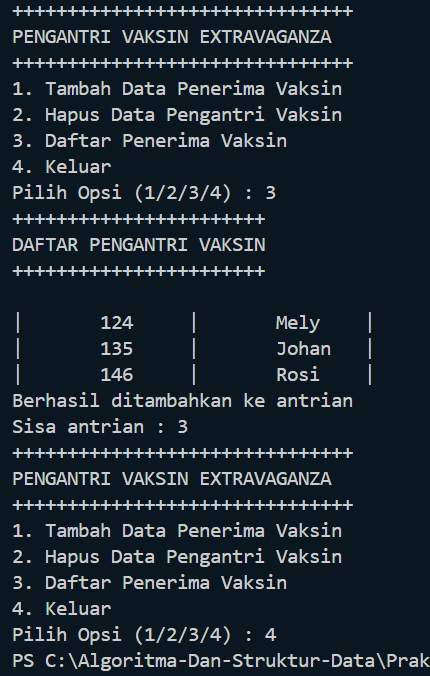 +++++++++++++++++++++++++++++++
PENGANTRI VAKSIN EXTRAVAGANZA
+++++++++++++++++++++++++++++++
1. Tambah Data Penerima Vaksin
2. Hapus Data Pengantri Vaksin
3. Daftar Penerima Vaksin
4. Keluar
Pilih Opsi (1/2/3/4) : 3
+++++++++++++++++++++++
DAFTAR PENGANTRI VAKSIN
+++++++++++++++++++++++
| 124 | Mely |
| 135 | Johan |
| 146 | Rosi |
Berhasil ditambahkan ke antrian
Sisa antrian : 3
+++++++++++++++++++++++++++++++
PENGANTRI VAKSIN EXTRAVAGANZA
+++++++++++++++++++++++++++++++
1. Tambah Data Penerima Vaksin
2. Hapus Data Pengantri Vaksin
3. Daftar Penerima Vaksin
4. Keluar
Pilih Opsi (1/2/3/4) : 4
PS C:\Algoritma-Dan-Struktur-Data\Prak